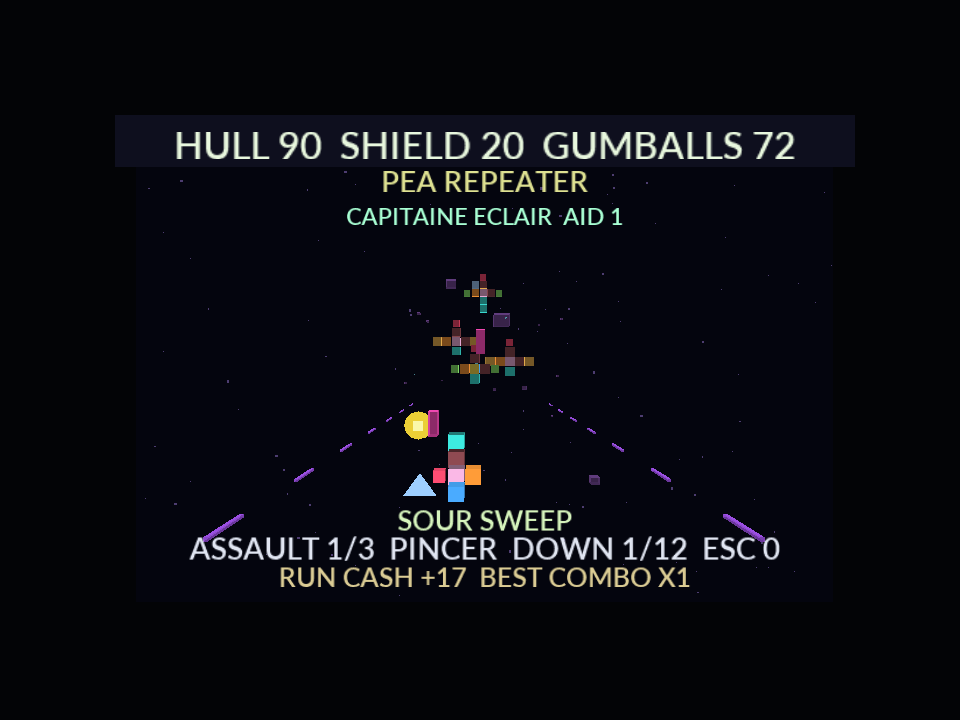 HULL 90 SHIELD 20 GUMBALLS 72
PEA REPEATER
CAPITAINE ECLAIR AID 1
SOUR SWEEP
ASSAULT 1/3 PINCER DOWN 1/12 ESC 0
RUN CASH +17 BEST COMBO X1